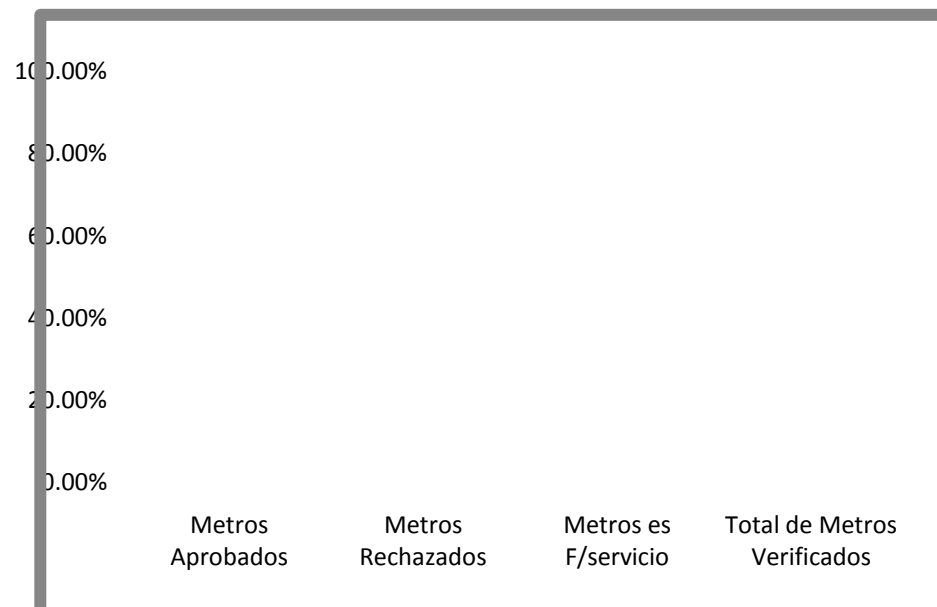 100.00%
80.00%
60.00%
40.00%
20.00%
0.00%
Metros Aprobados
Metros Rechazados
Metros es F/servicio
Total de Metros Verificados